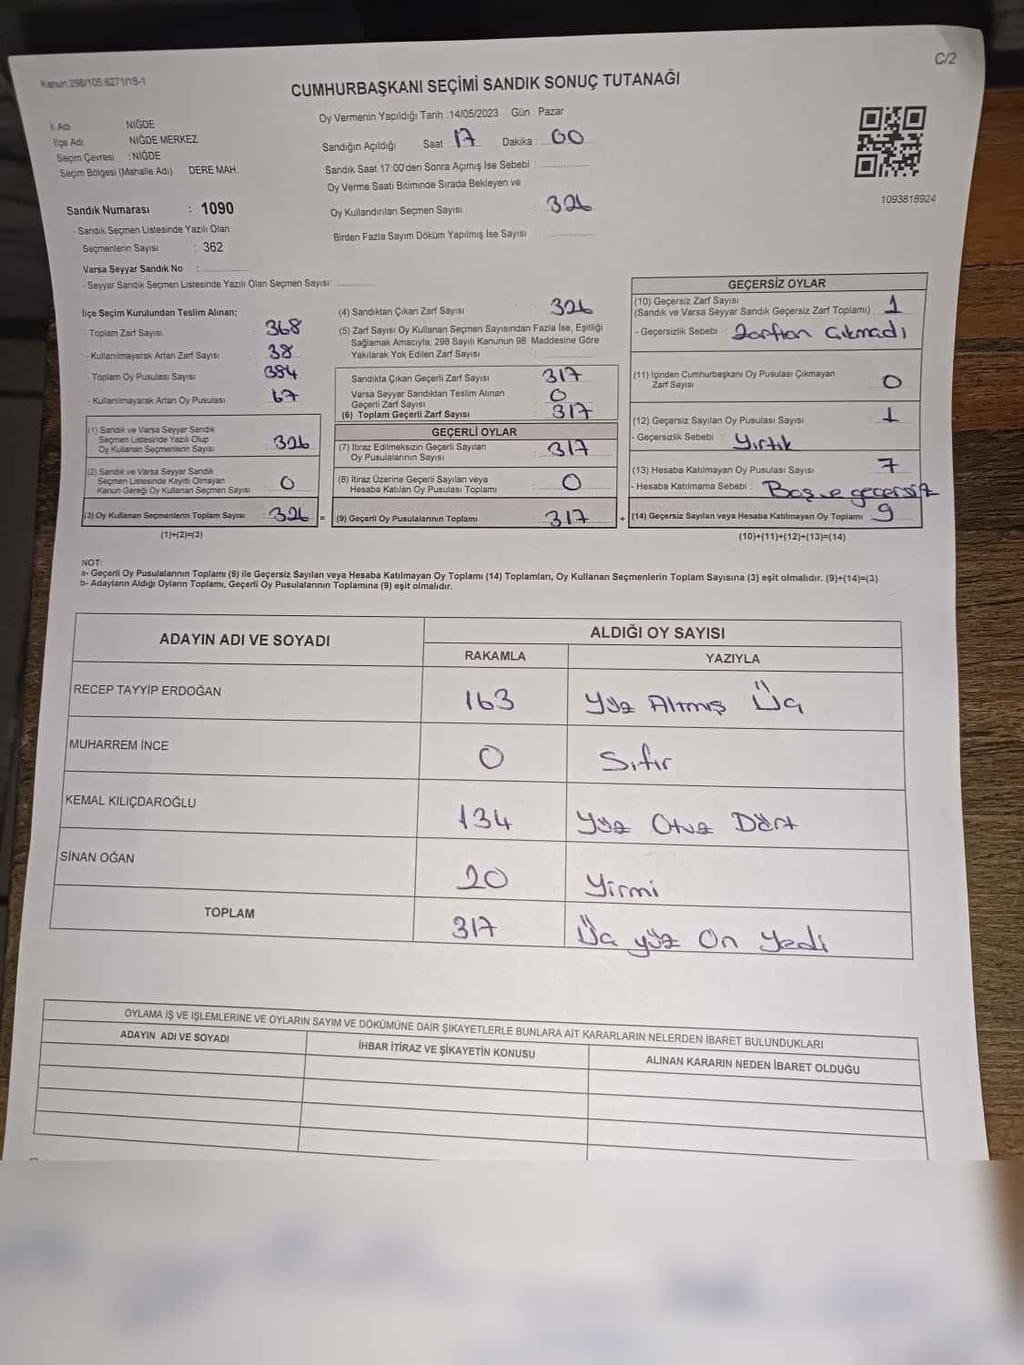 Kanun 298/105 6271/18-1
C/2
CUMHURBAŞKANI SEÇİMİ SANDIK SONUÇ TUTANAĞI
İl Adı : NİĞDE
İlçe Adı : NİĞDE MERKEZ
Seçim Çevresi : NİĞDE
Seçim Bölgesi (Mahalle Adı) : DERE MAH.
Sandık Numarası : 1090
- Sandık Seçmen Listesinde Yazılı Olan
Seçmenlerin Sayısı : 362
Varsa Seyyar Sandık No :
- Seyyar Sandık Seçmen Listesinde Yazılı Olan Seçmen Sayısı:
Oy Vermenin Yapıldığı Tarih : 14/05/2023 Gün : Pazar
Sandığın Açıldığı Saat 17 Dakika : 00
Sandık Saat 17:00'den Sonra Açımış İse Sebebi :
Oy Verme Saati Bitiminde Sırada Bekleyen ve
Oy Kullandırılan Seçmen Sayısı : 326
Birden Fazla Sayım Döküm Yapılmış İse Sayısı :
1093818924
İlçe Seçim Kurulundan Teslim Alınan;
- Toplam Zarf Sayısı : 368
- Kullanılmayarak Artan Zarf Sayısı : 38
- Toplam Oy Pusulası Sayısı : 384
- Kullanılmayarak Artan Oy Pusulası : 67
(1) Sandık ve Varsa Seyyar Sandık
Seçmen Listesinde Yazılı Olup
Oy Kullanan Seçmenlerin Sayısı : 326
(2) Sandık ve Varsa Seyyar Sandık
Seçmen Listesinde Kayıtlı Olmayan
Kanun Gereği Oy Kullanan Seçmen Sayısı : 0
(3) Oy Kullanan Seçmenlerin Toplam Sayısı : 326 =
(1)+(2)=(3)
(4) Sandıktan Çıkan Zarf Sayısı : 326
(5) Zarf Sayısı Oy Kullanan Seçmen Sayısından Fazla İse, Eşitliği
Sağlamak Amacıyla; 298 Sayılı Kanunun 98. Maddesine Göre
Yakılarak Yok Edilen Zarf Sayısı :
Sandıkta Çıkan Geçerli Zarf Sayısı : 317
Varsa Seyyar Sandıktan Teslim Alınan
Geçerli Zarf Sayısı : 0
(6) Toplam Geçerli Zarf Sayısı : 317
GEÇERLİ OYLAR
(7) İtiraz Edilmeksizin Geçerli Sayılan
Oy Pusulalarının Sayısı : 317
(8) İtiraz Üzerine Geçerli Sayılan veya
Hesaba Katılan Oy Pusulası Toplamı : 0
(9) Geçerli Oy Pusulalarının Toplamı : 317 +
GEÇERSİZ OYLAR
(10) Geçersiz Zarf Sayısı
(Sandık ve Varsa Seyyar Sandık Geçersiz Zarf Toplamı) : 1
- Geçersizlik Sebebi : Zarftan Çıkmadı
(11) İçinden Cumhurbaşkanı Oy Pusulası Çıkmayan
Zarf Sayısı : 0
(12) Geçersiz Sayılan Oy Pusulası Sayısı : 1
- Geçersizlik Sebebi : Yırtık
(13) Hesaba Katılmayan Oy Pusulası Sayısı : 7
- Hesaba Katılmama Sebebi : Boş ve geçersiz
(14) Geçersiz Sayılan veya Hesaba Katılmayan Oy Toplamı : 9
(10)+(11)+(12)+(13)=(14)
NOT:
a- Geçerli Oy Pusulalarının Toplamı (9) ile Geçersiz Sayılan veya Hesaba Katılmayan Oy Toplamı (14) Toplamları, Oy Kullanan Seçmenlerin Toplam Sayısına (3) eşit olmalıdır. (9)+(14)=(3)
b- Adayların Aldığı Oyların Toplamı, Geçerli Oy Pusulalarının Toplamına (9) eşit olmalıdır.
ADAYIN ADI VE SOYADI ALDIĞI OY SAYISI
RAKAMLA YAZIYLA
RECEP TAYYİP ERDOĞAN 163 Yüz Altmış Üç
MUHARREM İNCE 0 Sıfır
KEMAL KILIÇDAROĞLU 134 Yüz Otuz Dört
SİNAN OĞAN 20 Yirmi
TOPLAM 317 Üç yüz On Yedi
OYLAMA İŞ VE İŞLEMLERİNE VE OYLARIN SAYIM VE DÖKÜMÜNE DAİR ŞİKAYETLERLE BUNLARA AİT KARARLARIN NELERDEN İBARET BULUNDUKLARI
ADAYIN ADI VE SOYADI İHBAR İTİRAZ VE ŞİKAYETİN KONUSU ALINAN KARARIN NEDEN İBARET OLDUĞU